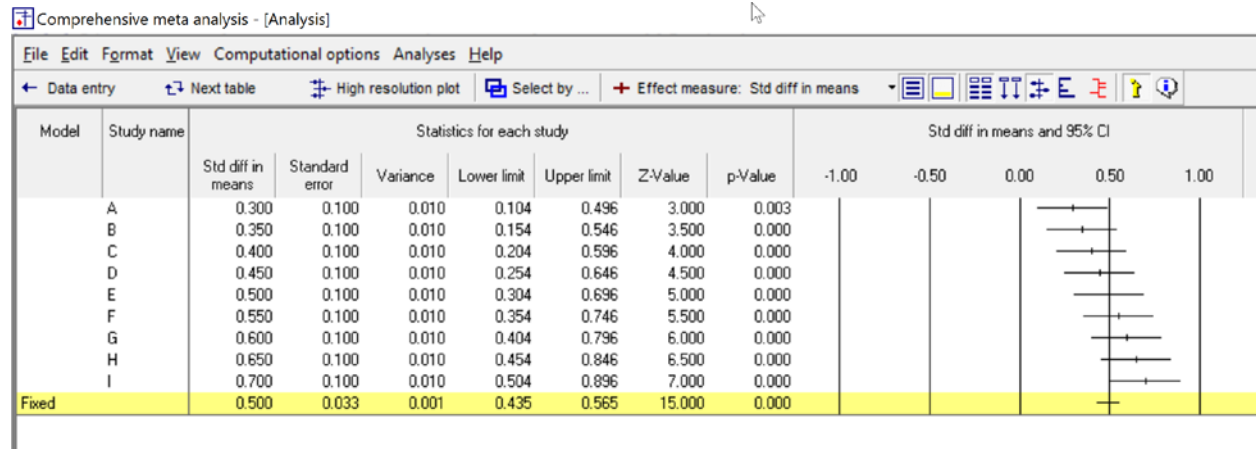 Comprehensive meta analysis - [Analysis]
File Edit Format View Computational options Analyses Help
← Data entry Next table High resolution plot Select by ... Effect measure: Std diff in means
Model Study name Statistics for each study Std diff in means and 95% CI
Std diff in means Standard error Variance Lower limit Upper limit Z-Value p-Value -1.00 -0.50 0.00 0.50 1.00
A 0.300 0.100 0.010 0.104 0.496 3.000 0.003
B 0.350 0.100 0.010 0.154 0.546 3.500 0.000
C 0.400 0.100 0.010 0.204 0.596 4.000 0.000
D 0.450 0.100 0.010 0.254 0.646 4.500 0.000
E 0.500 0.100 0.010 0.304 0.696 5.000 0.000
F 0.550 0.100 0.010 0.354 0.746 5.500 0.000
G 0.600 0.100 0.010 0.404 0.796 6.000 0.000
H 0.650 0.100 0.010 0.454 0.846 6.500 0.000
I 0.700 0.100 0.010 0.504 0.896 7.000 0.000
Fixed 0.500 0.033 0.001 0.435 0.565 15.000 0.000